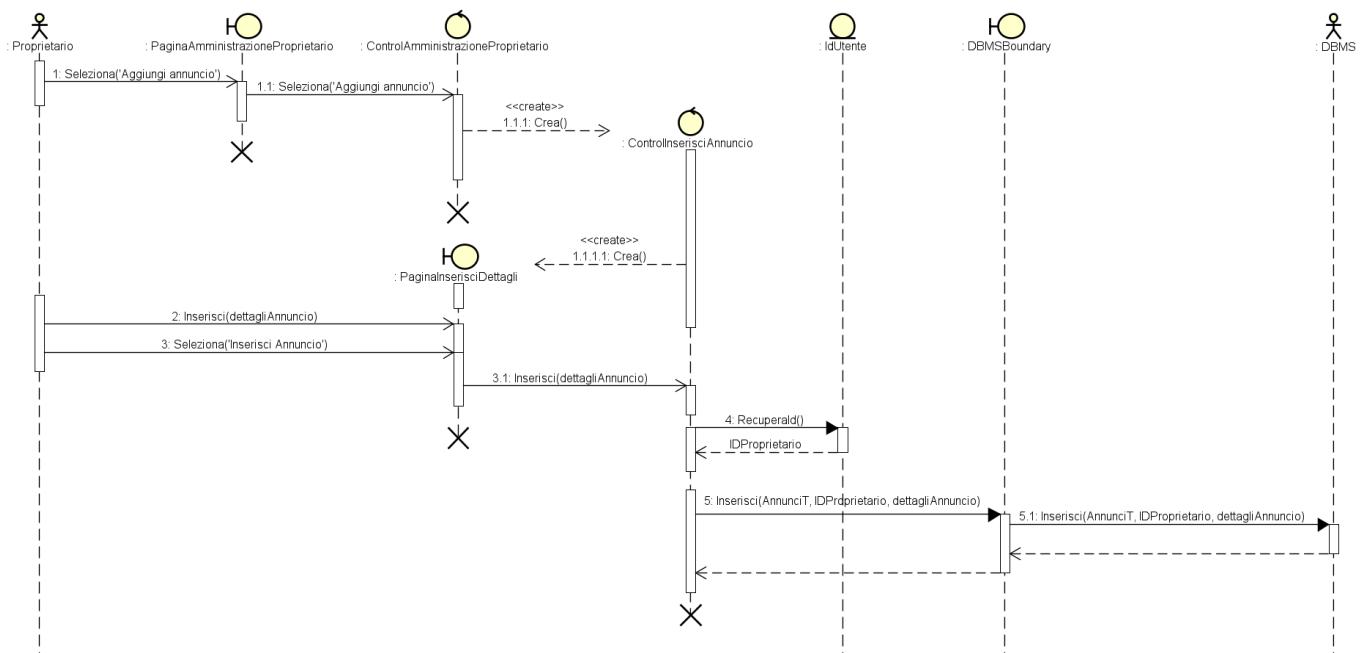 : Proprietario
: PaginaAmministrazioneProprietario
: ControlAmministrazioneProprietario
: IdUtente
: DBMSBoundary
: DBMS
1: Seleziona('Aggiungi annuncio')
1.1: Seleziona('Aggiungi annuncio')
<<create>>
1.1.1: Crea()
: ControlInserisciAnnuncio
<<create>>
1.1.1.1: Crea()
: PaginaInserisciDettagli
2: Inserisci(dettagliAnnuncio)
3: Seleziona('Inserisci Annuncio')
3.1: Inserisci(dettagliAnnuncio)
4: RecuperaId()
IDProprietario
5: Inserisci(AnnunciT, IDProprietario, dettagliAnnuncio)
5.1: Inserisci(AnnunciT, IDProprietario, dettagliAnnuncio)